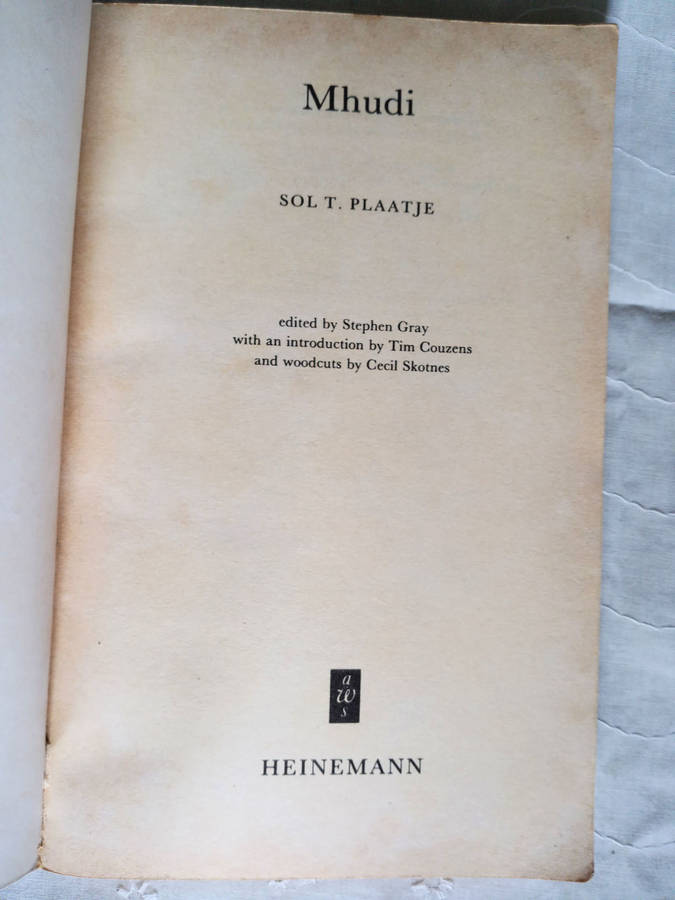 Mhudi
SOL T. PLAATJE
edited by Stephen Gray
with an introduction by Tim Couzens
and woodcuts by Cecil Skotnes
a
w
s
HEINEMANN